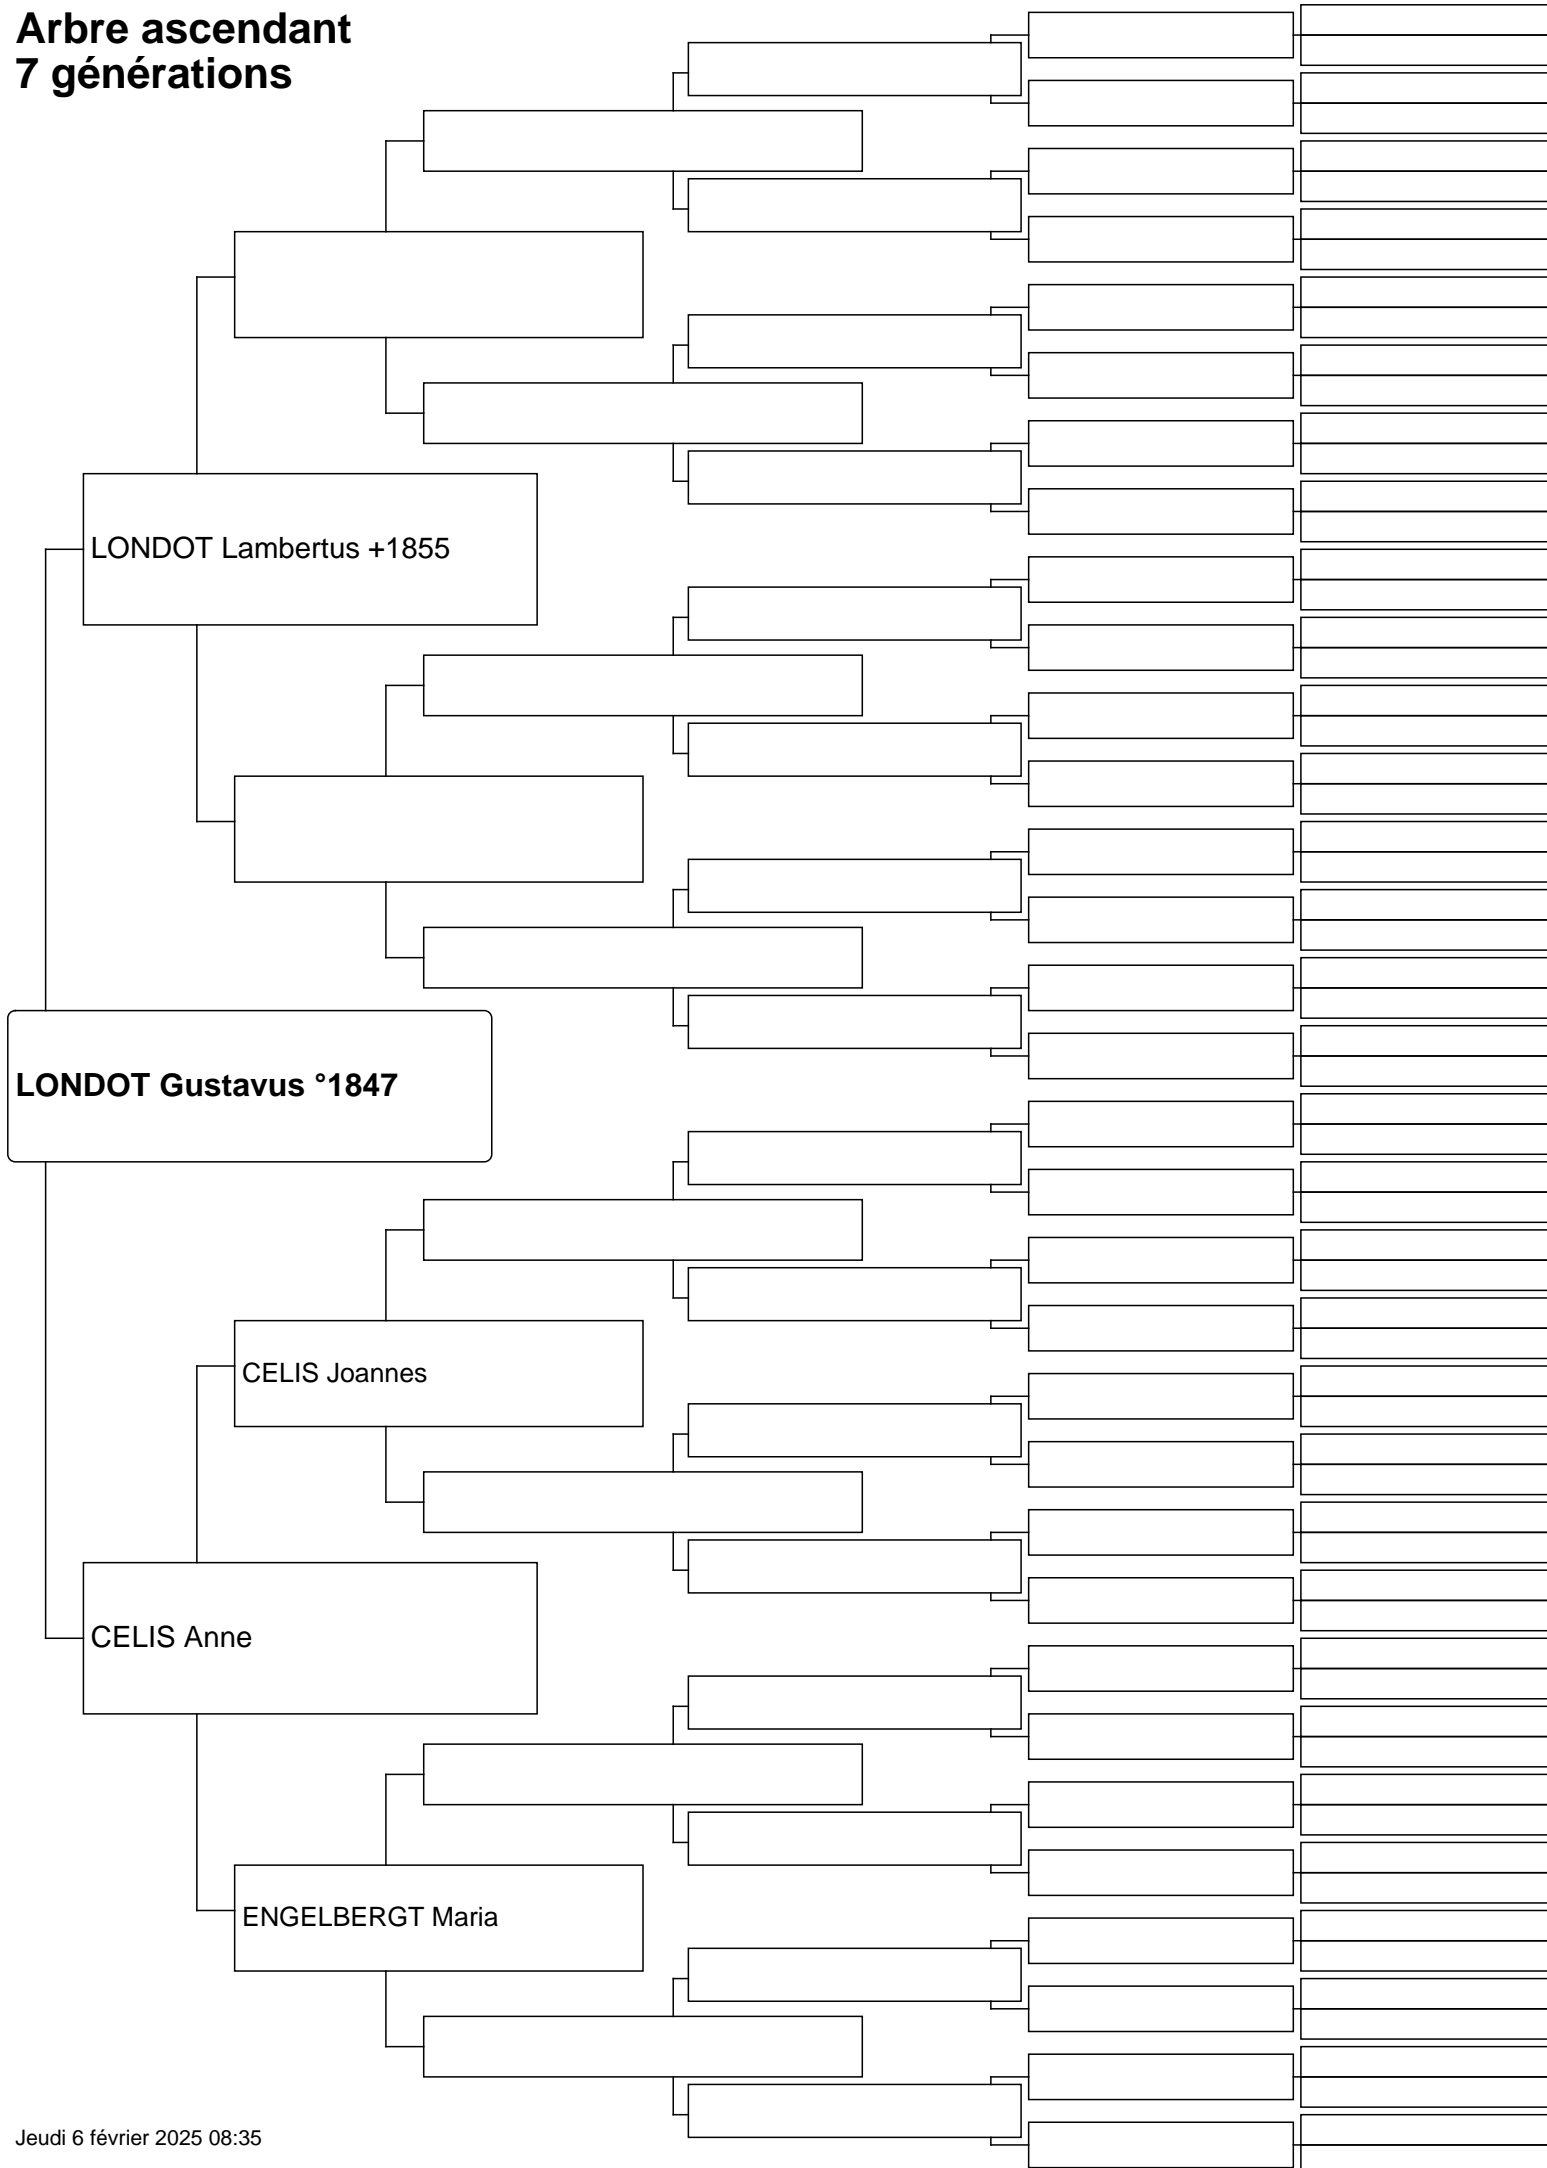 Arbre ascendant
7 générations
LONDOT Lambertus +1855
LONDOT Gustavus °1847
CELIS Joannes
CELIS Anne
ENGELBERGT Maria
Jeudi 6 février 2025 08:35